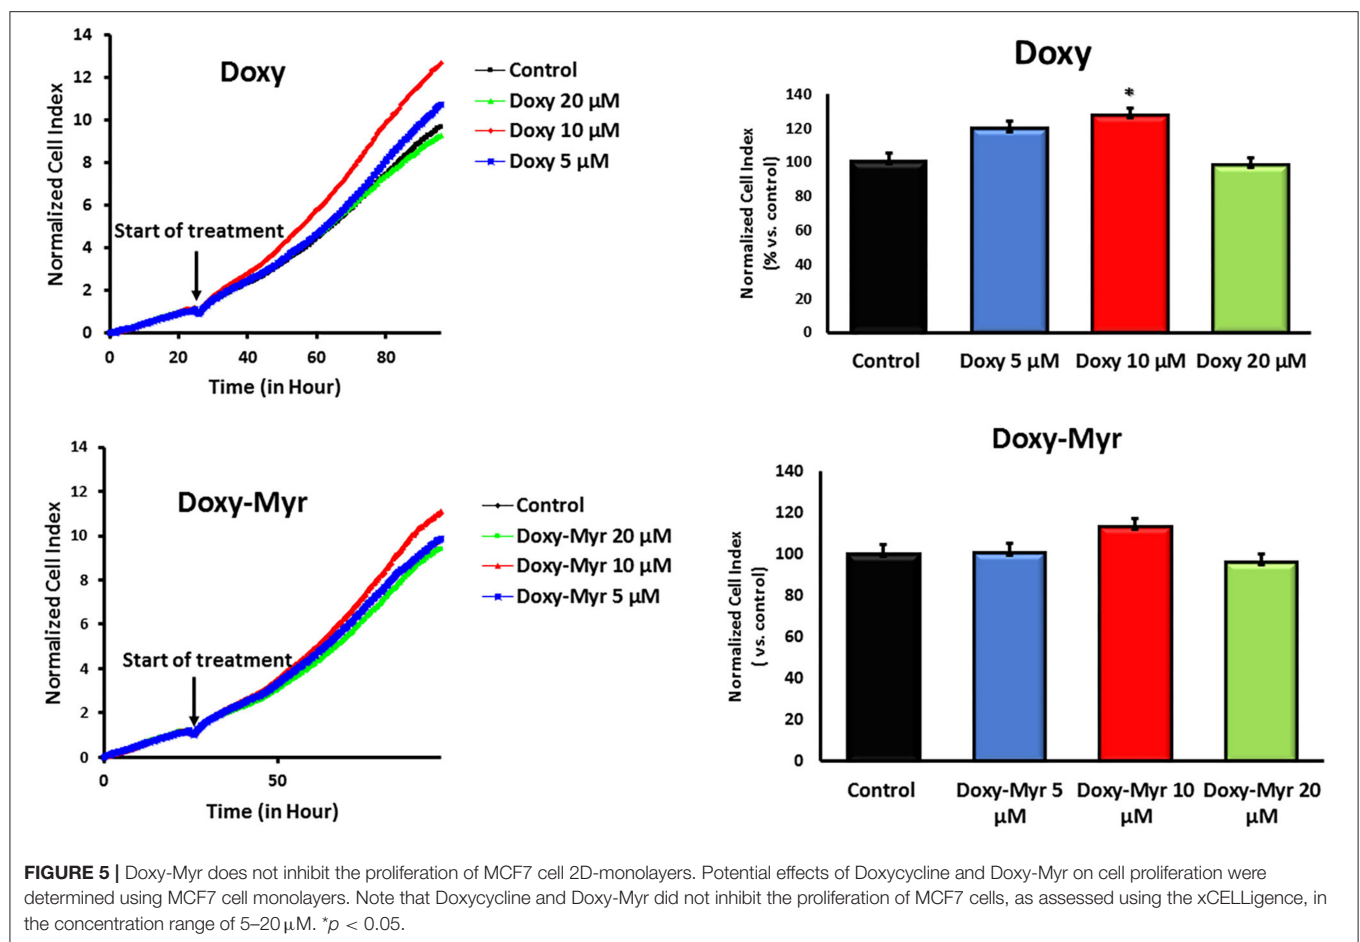 14
12
10
8
6
4
2
0
Normalized Cell Index
Doxy
Start of treatment
0 20 40 60 80
Time (in Hour)
Control
Doxy 20 µM
Doxy 10 µM
Doxy 5 µM
Doxy
140
120
100
80
60
40
20
0
Normalized Cell Index
(% vs. control)
*
Control Doxy 5 µM Doxy 10 µM Doxy 20 µM
14
12
10
8
6
4
2
0
Normalized Cell Index
Doxy-Myr
Start of treatment
0 50
Time (in Hour)
Control
Doxy-Myr 20 µM
Doxy-Myr 10 µM
Doxy-Myr 5 µM
Doxy-Myr
140
120
100
80
60
40
20
0
Normalized Cell Index
( vs. control)
Control Doxy-Myr 5 Doxy-Myr 10 Doxy-Myr 20
µM µM µM
FIGURE 5 | Doxy-Myr does not inhibit the proliferation of MCF7 cell 2D-monolayers. Potential effects of Doxycycline and Doxy-Myr on cell proliferation were
determined using MCF7 cell monolayers. Note that Doxycycline and Doxy-Myr did not inhibit the proliferation of MCF7 cells, as assessed using the xCELLigence, in
the concentration range of 5–20 µM. *p < 0.05.